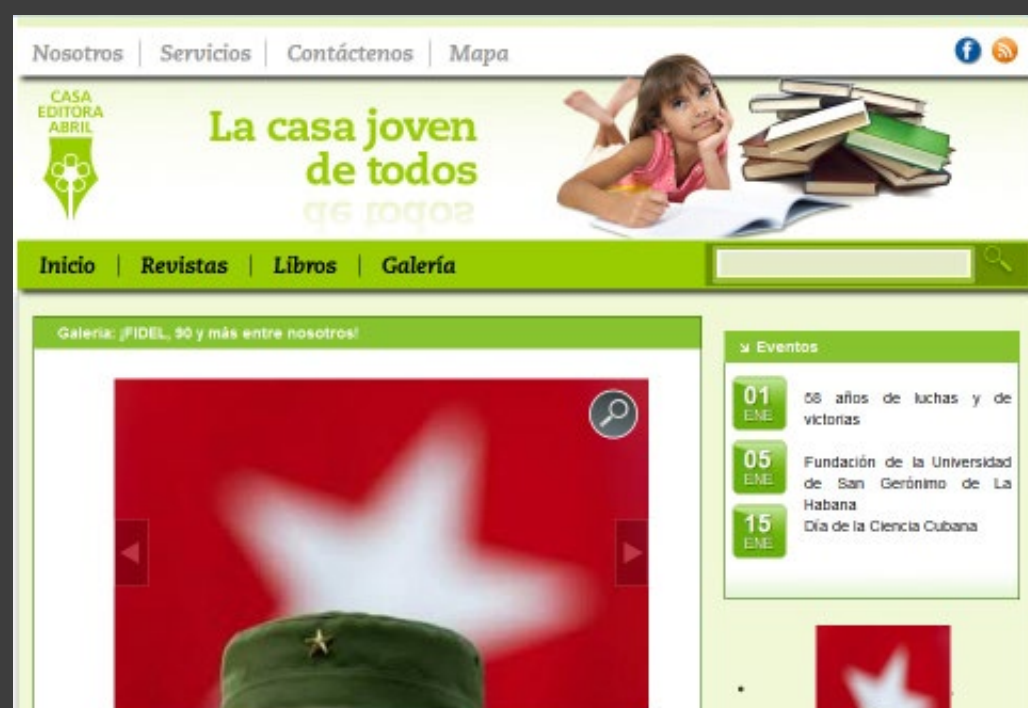 Nosotros | Servicios | Contáctenos | Mapa
CASA
EDITORA
ABRIL
La casa joven
de todos
Inicio | Revistas | Libros | Galería
Galería: ¡FIDEL, 90 y más entre nosotros!
Eventos
01
ENE
58 años de luchas y de
victorias
05
ENE
Fundación de la Universidad
de San Gerónimo de La
Habana
15
ENE
Día de la Ciencia Cubana